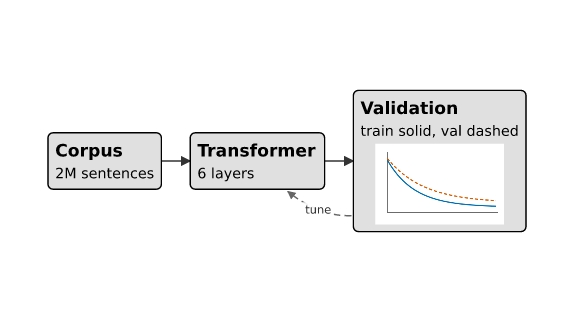 Corpus
2M sentences
Transformer
6 layers
Validation
train solid, val dashed
tune